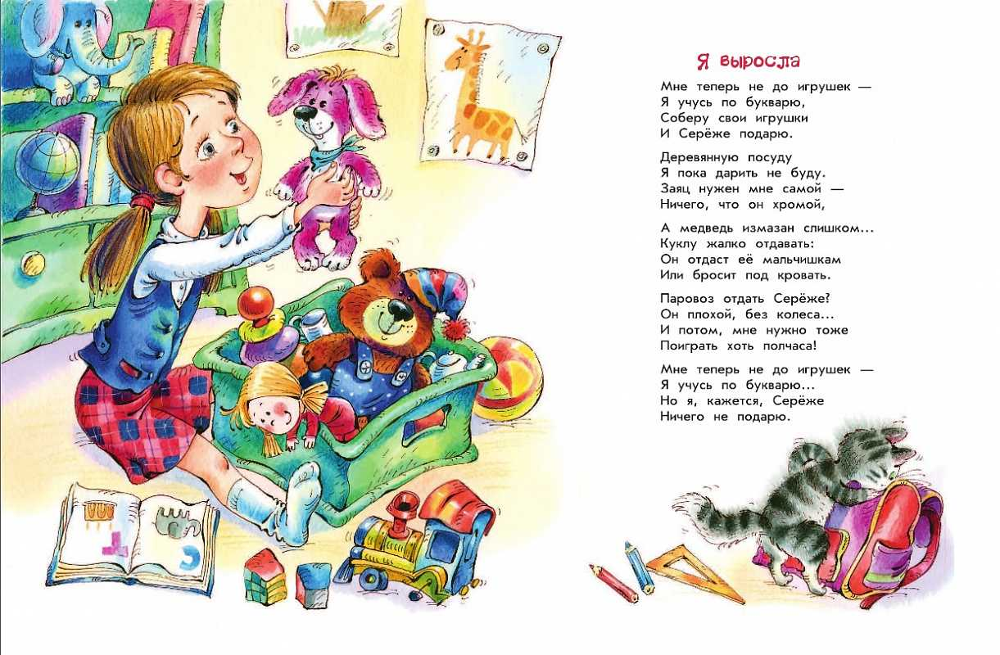 Я выросла
Мне теперь не до игрушек —
Я учусь по букварю,
Соберу свои игрушки
И Серёже подарю.
Деревянную посуду
Я пока дарить не буду.
Заяц нужен мне самой —
Ничего, что он хромой,
А медведь измазан слишком...
Куклу жалко отдавать:
Он отдаст её мальчишкам
Или бросит под кровать.
Паровоз отдать Серёже?
Он плохой, без колеса...
И потом, мне нужно тоже
Поиграть хоть полчаса!
Мне теперь не до игрушек —
Я учусь по букварю...
Но я, кажется, Серёже
Ничего не подарю.